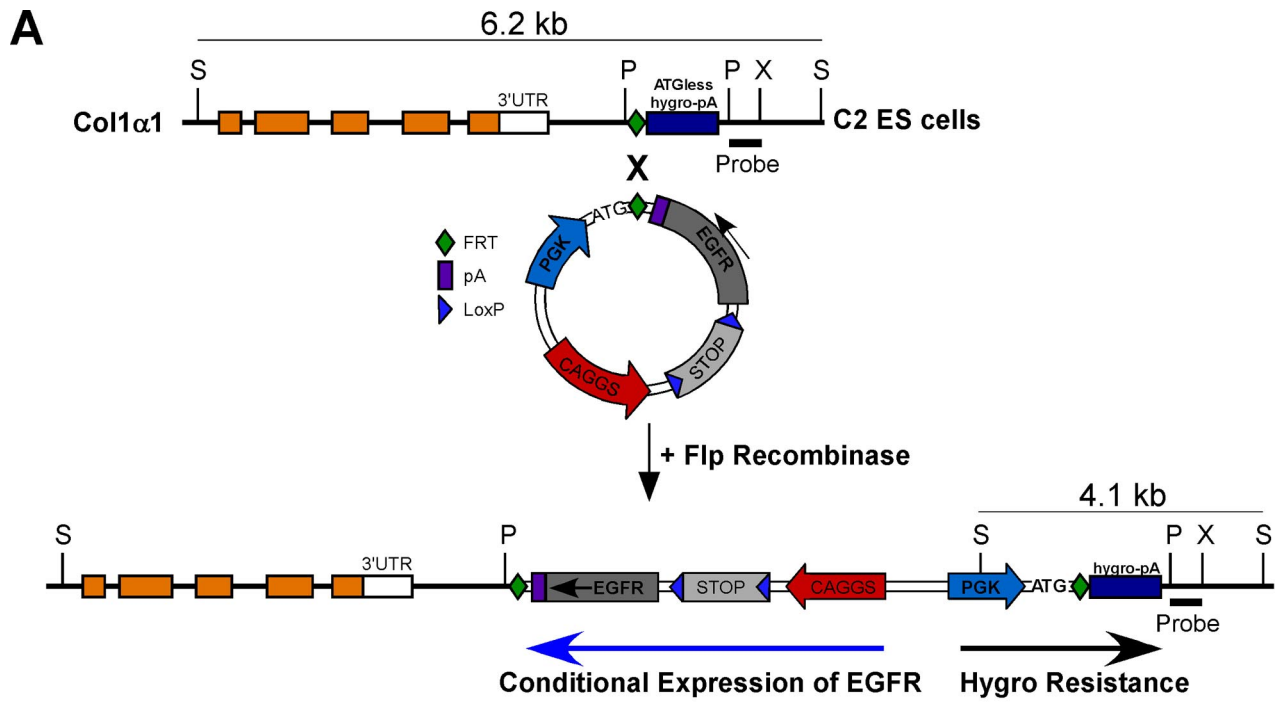 A
6.2 kb
S P P X S
ATGless
hygro-pA
3'UTR
Col1α1
C2 ES cells
Probe
X
ATG
PGK
EGFR
FRT
pA
LoxP
STOP
CAGGS
+ Flp Recombinase
4.1 kb
S P S P X S
3'UTR
hygro-pA
EGFR STOP CAGGS PGK ATG
Probe
Conditional Expression of EGFR
Hygro Resistance